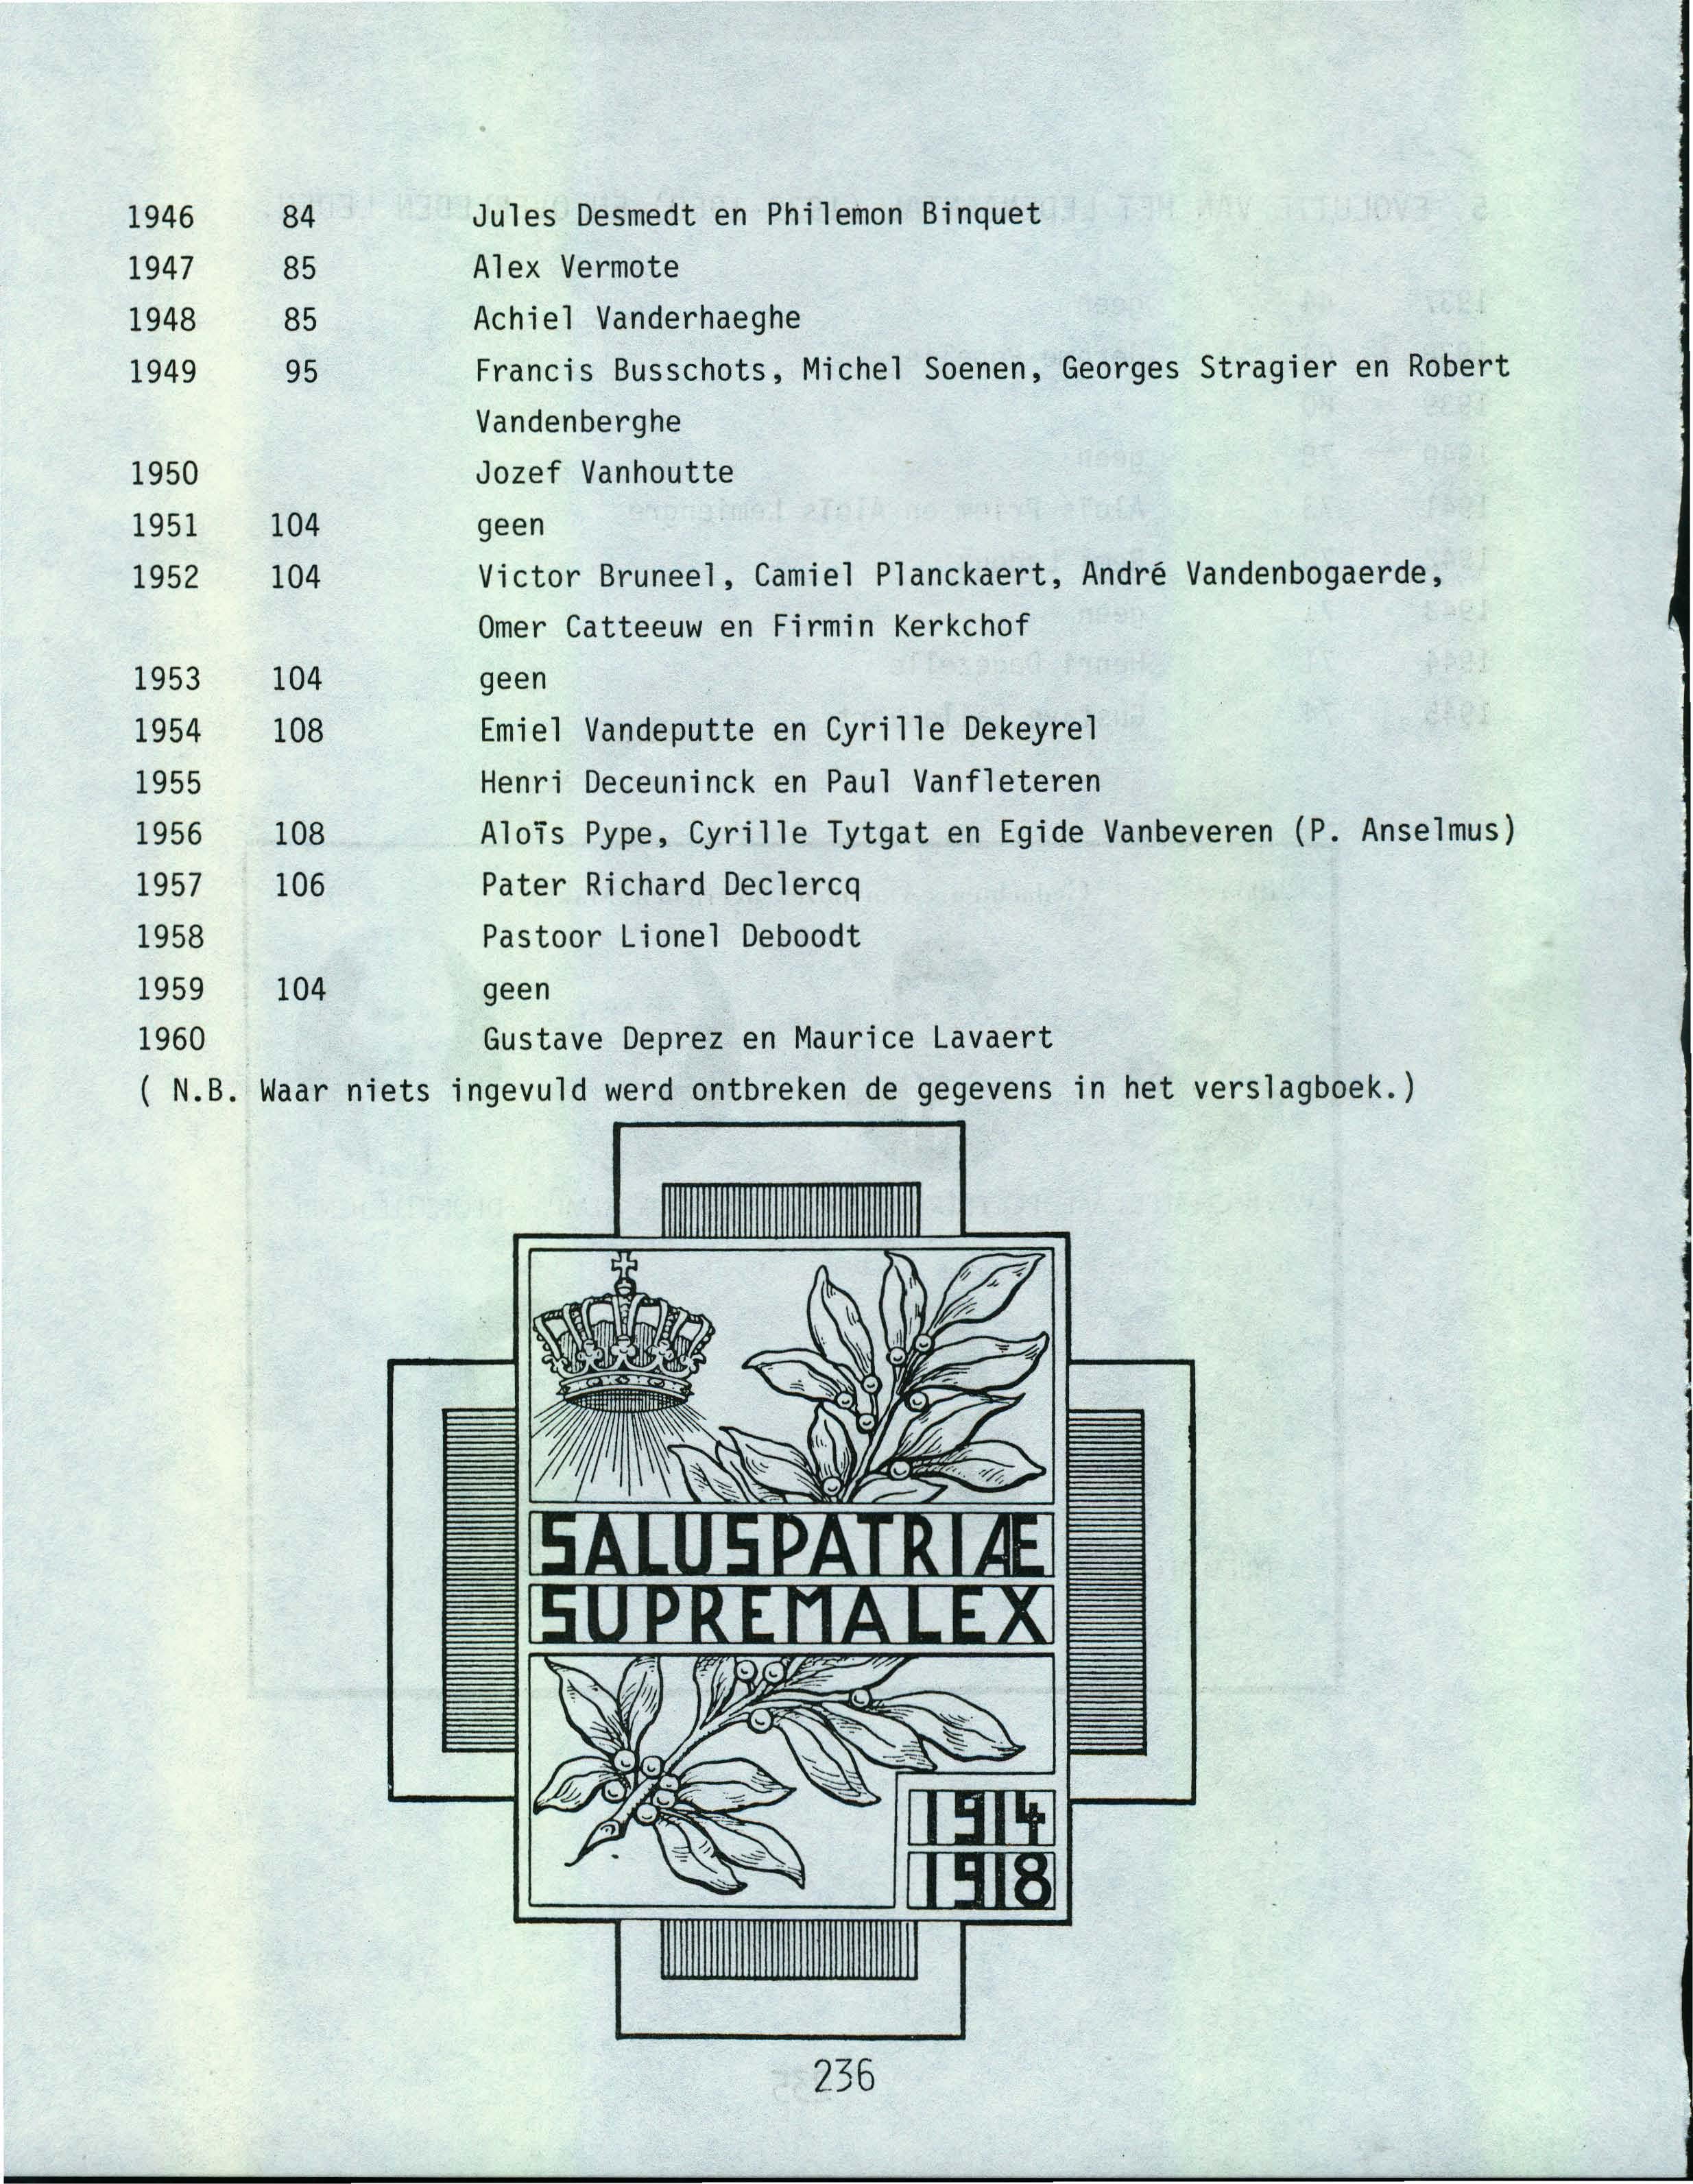 1946 84 Jules Desmedt en Philemon Binquet
1947 85 Alex Vermote
1948 85 Achiel Vanderhaeghe
1949 95 Francis Busschots, Michel Soenen, Georges Stragier en Robert
Vandenberghe
1950 Jozef Vanhoutte
1951 104 geen
1952 104 Victor Bruneel, Camiel Planckaert, André Vandenbogaerde,
Omer Catteeuw en Firmin Kerkchof
1953 104 geen
1954 108 Emiel Vandeputte en Cyrille Dekeyrel
1955 Henri Deceuninck en Paul Vanfleteren
1956 108 Aloïs Pype, Cyrille Tytgat en Egide Vanbeveren (P. Anselmus)
1957 106 Pater Richard Declercq
1958 Pastoor Lionel Deboodt
1959 104 geen
1960 Gustave Deprez en Maurice Lavaert
( N.B. Waar niets ingevuld werd ontbreken de gegevens in het verslagboek.)
SALUSPATRIÆ
SUPREMALEX
1914
1918
236